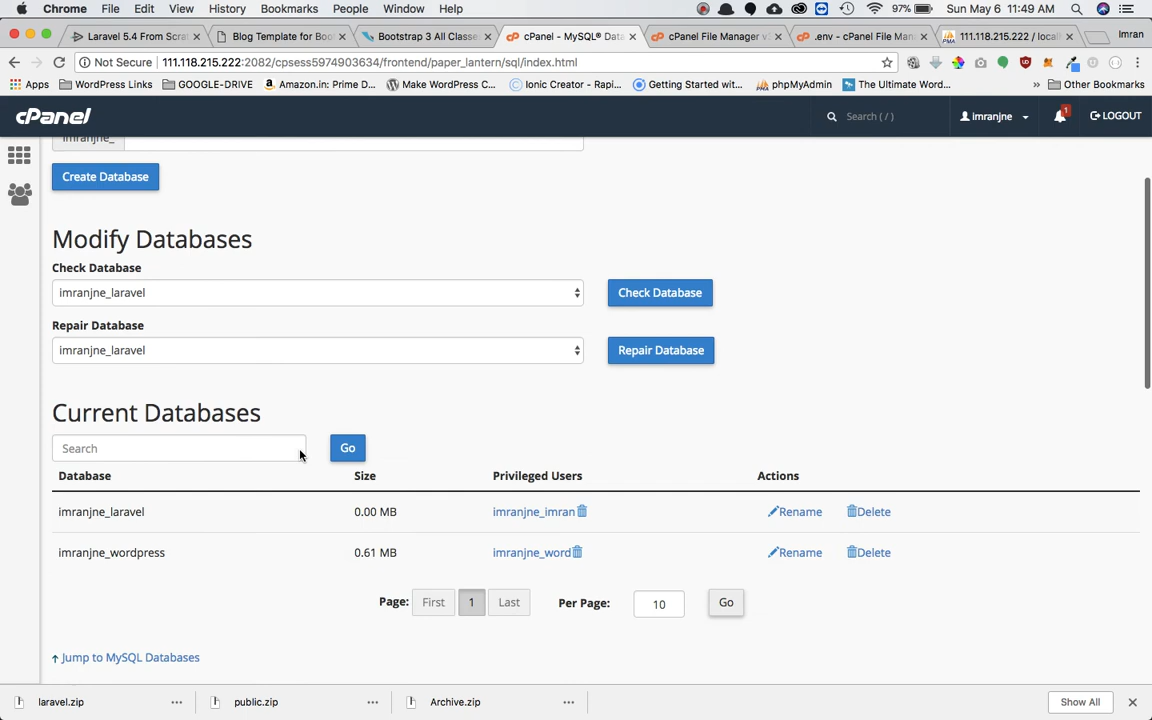 Chrome File Edit View History Bookmarks People Window Help 97% Sun May 6 11:49 AM
Laravel 5.4 From Scrat Blog Template for Boo Bootstrap 3 All Classe cPanel - MySQL® Data cPanel File Manager v .env - cPanel File Man 111.118.215.222 / local Imran
Not Secure 111.118.215.222:2082/cpsess5974903634/frontend/paper_lantern/sql/index.html
Apps WordPress Links GOOGLE-DRIVE Amazon.in: Prime D... Make WordPress C... Ionic Creator - Rapi... Getting Started wit... phpMyAdmin The Ultimate Word... » Other Bookmarks
cPanel Search ( / ) imranjne 1 LOGOUT
imranjne_
Create Database
Modify Databases
Check Database
imranjne_laravel Check Database
Repair Database
imranjne_laravel Repair Database
Current Databases
Search Go
Database Size Privileged Users Actions
imranjne_laravel 0.00 MB imranjne_imran Rename Delete
imranjne_wordpress 0.61 MB imranjne_word Rename Delete
Page: First 1 Last Per Page: 10 Go
Jump to MySQL Databases
laravel.zip public.zip Archive.zip Show All